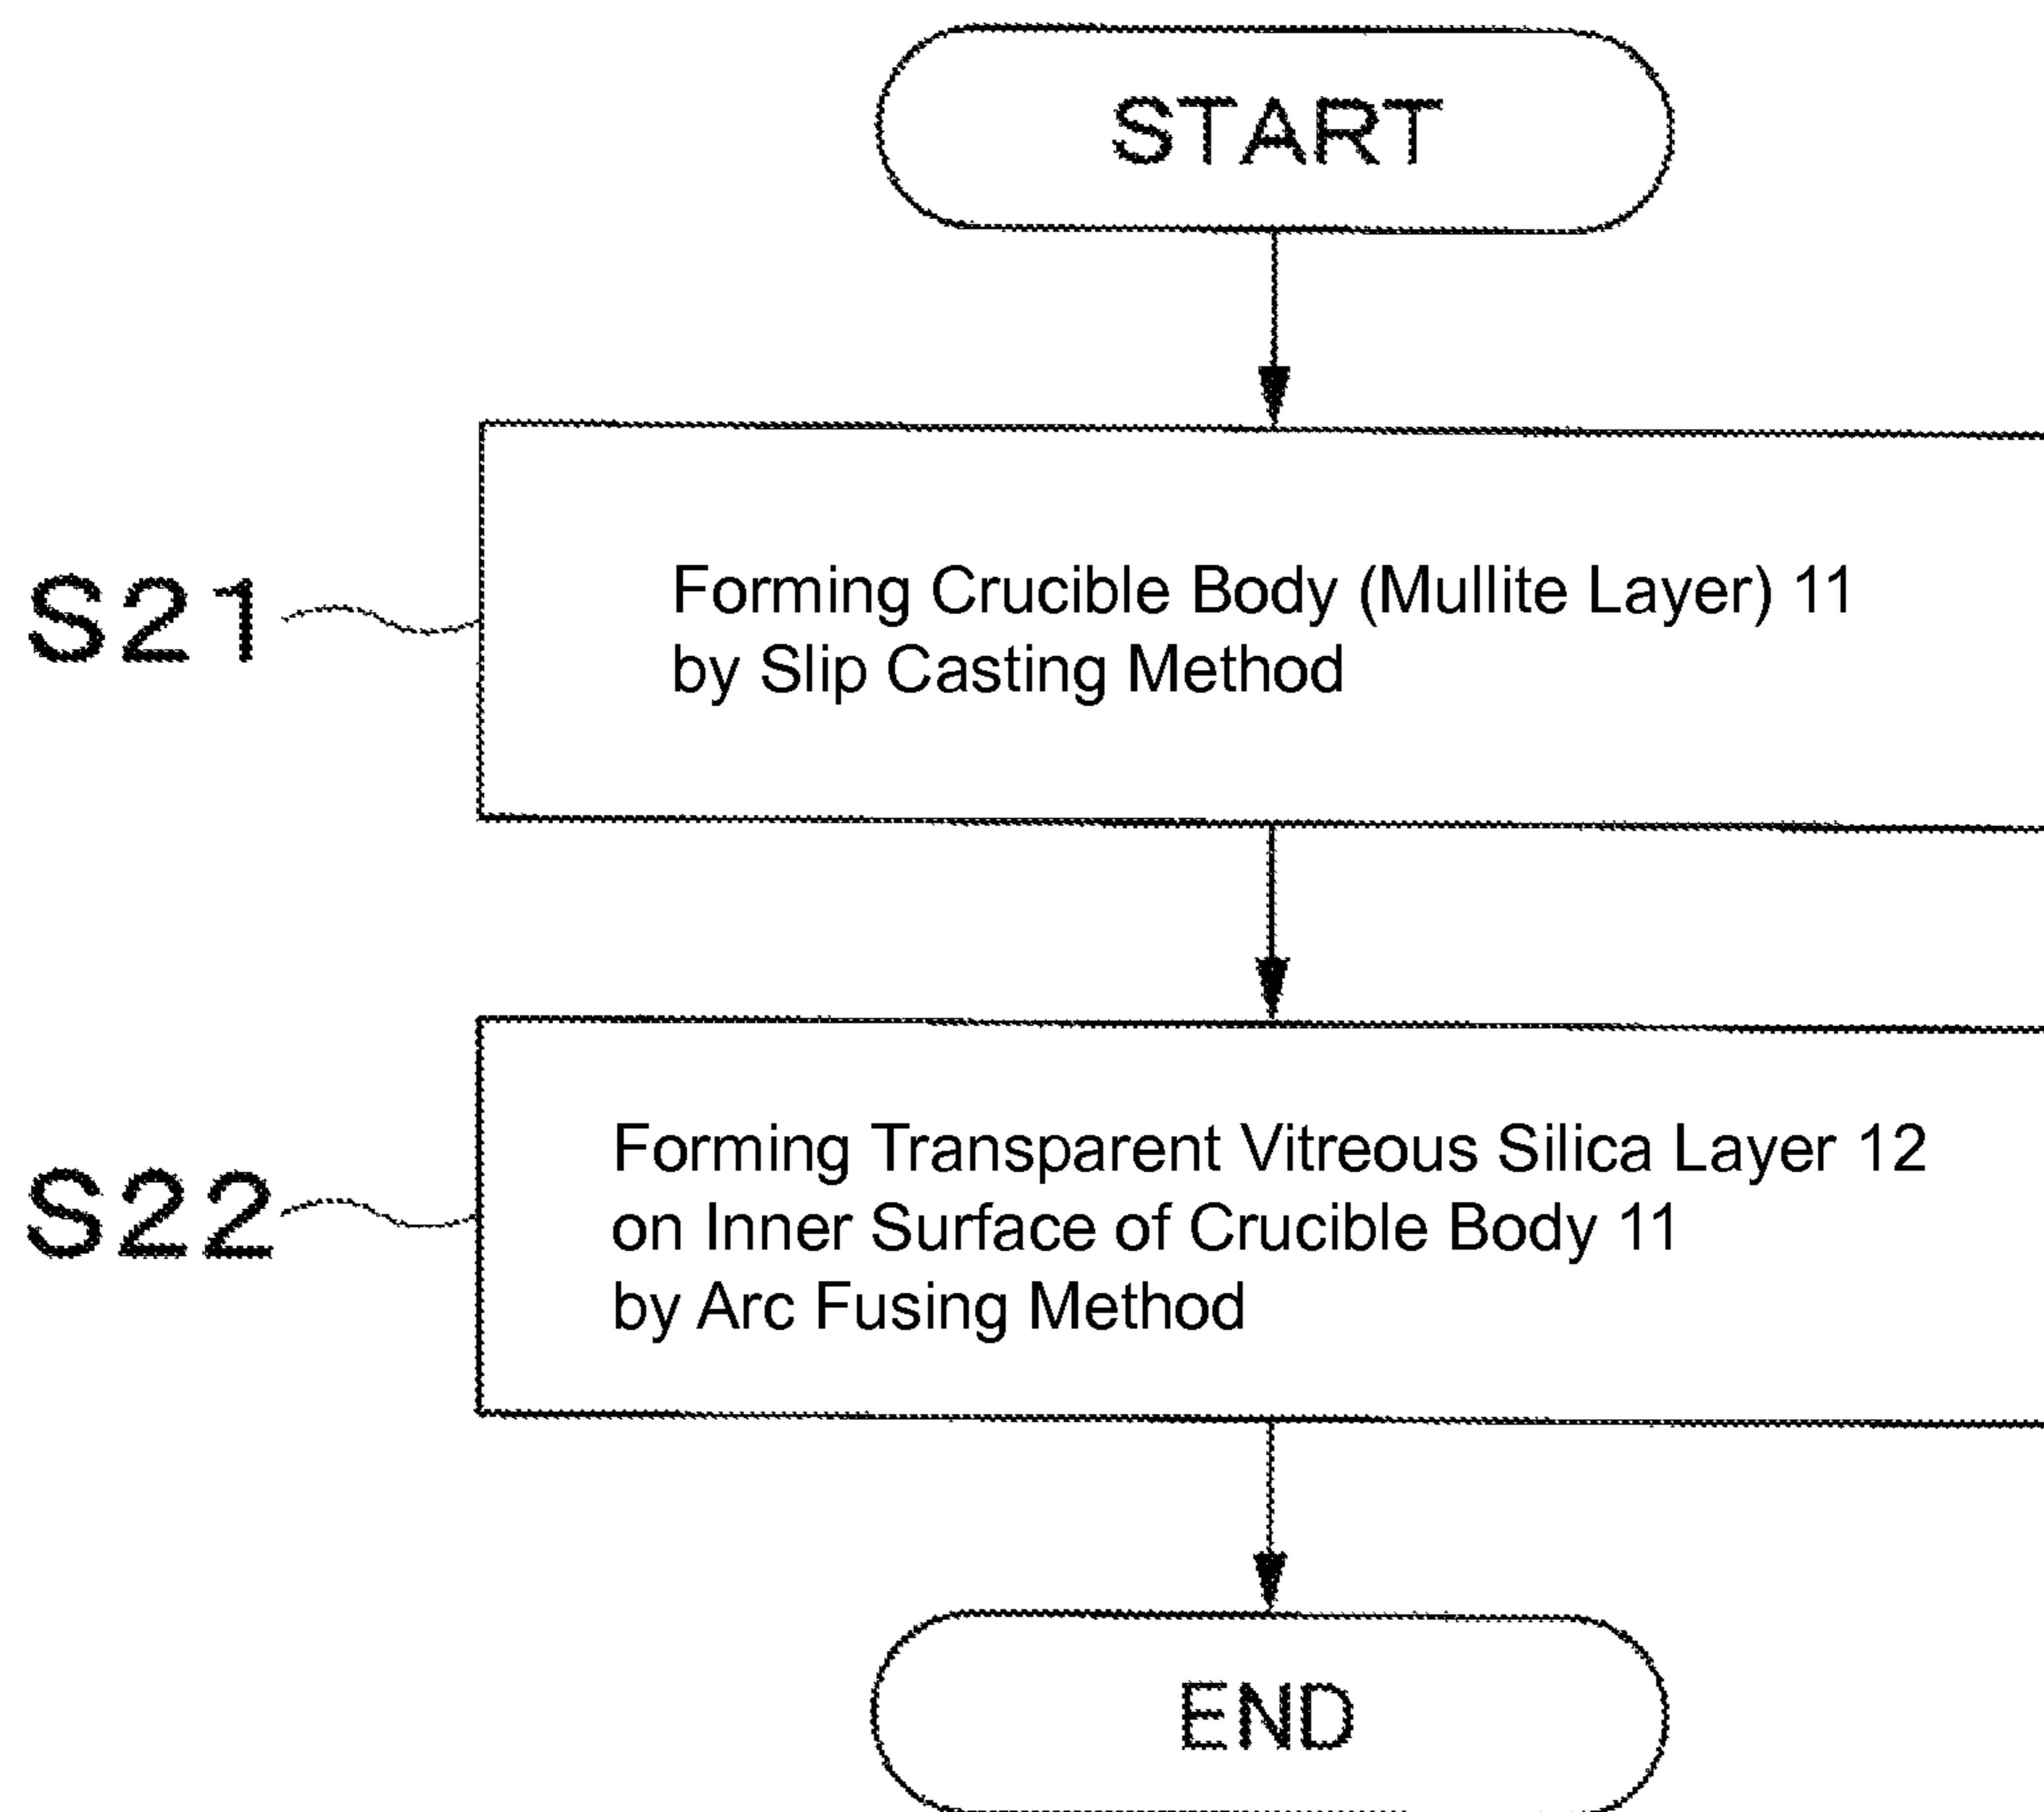 START
S21
Forming Crucible Body (Mullite Layer) 11
by Slip Casting Method
S22
Forming Transparent Vitreous Silica Layer 12
on Inner Surface of Crucible Body 11
by Arc Fusing Method
END